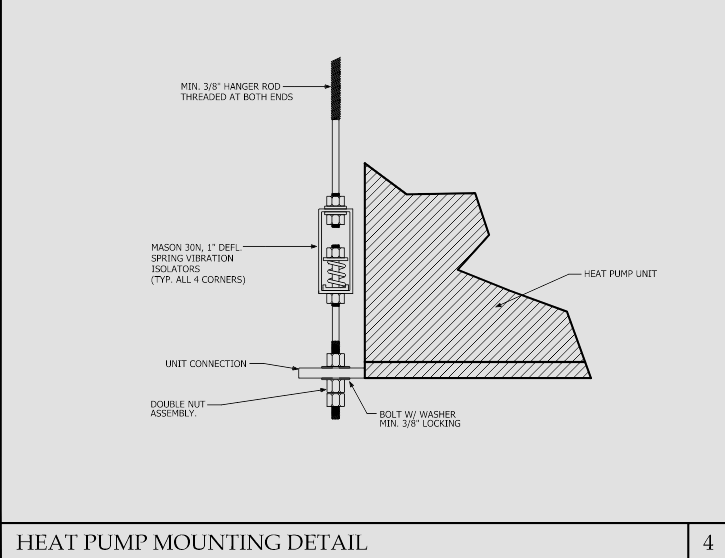 MIN. 3/8" HANGER ROD
THREADED AT BOTH ENDS
MASON 30N, 1" DEFL.
SPRING VIBRATION
ISOLATORS
(TYP. ALL 4 CORNERS)
HEAT PUMP UNIT
UNIT CONNECTION
DOUBLE NUT
ASSEMBLY.
BOLT W/ WASHER
MIN. 3/8" LOCKING
HEAT PUMP MOUNTING DETAIL
4